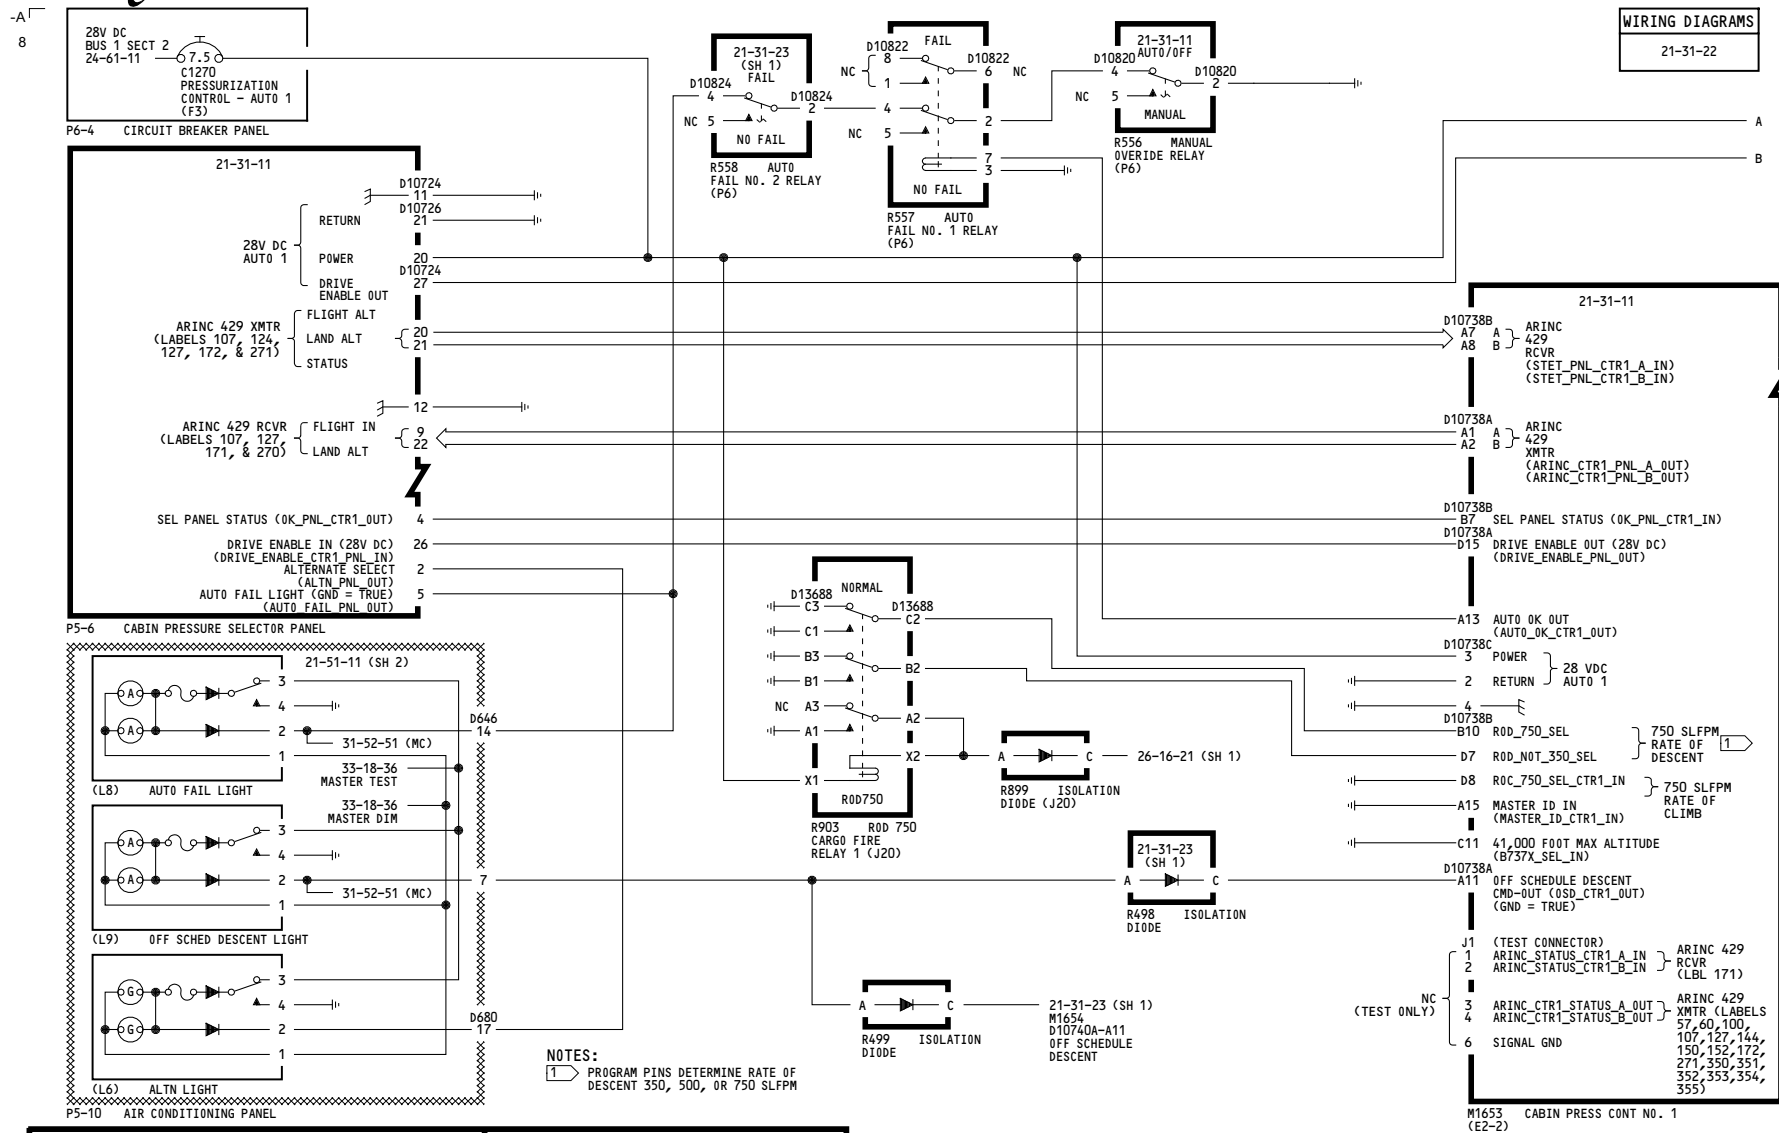 -A
8
28V DC
BUS 1 SECT 2
24-61-11
7.5
C1270
PRESSURIZATION
CONTROL - AUTO 1
(F3)
P6-4 CIRCUIT BREAKER PANEL
WIRING DIAGRAMS
21-31-22
21-31-23
(SH 1)
FAIL
D10824
4
D10824
2
NC 5
NO FAIL
R558 AUTO
FAIL NO. 2 RELAY
(P6)
FAIL
D10822
8
D10822
6 NC
NC
1
4
2
NC 5
7
3
NO FAIL
R557 AUTO
FAIL NO. 1 RELAY
(P6)
21-31-11
AUTO/OFF
D10820
4
D10820
2
NC 5
MANUAL
R556 MANUAL
OVERIDE RELAY
(P6)
A
B
21-31-11
D10724
11
D10726
RETURN 21
28V DC
AUTO 1
POWER 20
D10724
DRIVE 27
ENABLE OUT
FLIGHT ALT
ARINC 429 XMTR
(LABELS 107, 124,
127, 172, & 271)
LAND ALT
20
21
STATUS
12
ARINC 429 RCVR
(LABELS 107, 127,
171, & 270)
FLIGHT IN
LAND ALT
9
22
SEL PANEL STATUS (OK_PNL_CTR1_OUT) 4
DRIVE ENABLE IN (28V DC) 26
(DRIVE_ENABLE_CTR1_PNL_IN)
ALTERNATE SELECT 2
(ALTN_PNL_OUT)
AUTO FAIL LIGHT (GND = TRUE) 5
(AUTO_FAIL_PNL_OUT)
P5-6 CABIN PRESSURE SELECTOR PANEL
21-51-11 (SH 2)
A
A
3
4
2
1
D646
14
31-52-51 (MC)
33-18-36
MASTER TEST
(L8) AUTO FAIL LIGHT
33-18-36
MASTER DIM
A
A
3
4
2
1
7
31-52-51 (MC)
(L9) OFF SCHED DESCENT LIGHT
G
G
3
4
2
1
D680
17
(L6) ALTN LIGHT
P5-10 AIR CONDITIONING PANEL
NOTES:
1 PROGRAM PINS DETERMINE RATE OF
DESCENT 350, 500, OR 750 SLFPM
NORMAL
D13688
C3
D13688
C2
C1
B3
B2
B1
NC A3
A2
A1
X2
X1
ROD750
R903 ROD 750
CARGO FIRE
RELAY 1 (J20)
A C 26-16-21 (SH 1)
R899 ISOLATION
DIODE (J20)
21-31-23
(SH 1)
A C
R498 ISOLATION
DIODE
A C
R499 ISOLATION
DIODE
21-31-23 (SH 1)
M1654
D10740A-A11
OFF SCHEDULE
DESCENT
21-31-11
D10738B
A7 A
A8 B
ARINC
429
RCVR
(STET_PNL_CTR1_A_IN)
(STET_PNL_CTR1_B_IN)
D10738A
A1 A
A2 B
ARINC
429
XMTR
(ARINC_CTR1_PNL_A_OUT)
(ARINC_CTR1_PNL_B_OUT)
D10738B
B7 SEL PANEL STATUS (OK_PNL_CTR1_IN)
D10738A
D15 DRIVE ENABLE OUT (28V DC)
(DRIVE_ENABLE_PNL_OUT)
A13 AUTO OK OUT
(AUTO_OK_CTR1_OUT)
D10738C
3 POWER
2 RETURN
28 VDC
AUTO 1
4
D10738B
B10 ROD_750_SEL
D7 ROD_NOT_350_SEL
750 SLFPM
RATE OF
DESCENT
1
D8 ROC_750_SEL_CTR1_IN
750 SLFPM
RATE OF
CLIMB
A15 MASTER ID IN
(MASTER_ID_CTR1_IN)
C11 41,000 FOOT MAX ALTITUDE
(B737X_SEL_IN)
D10738A
A11 OFF SCHEDULE DESCENT
CMD-OUT (OSD_CTR1_OUT)
(GND = TRUE)
J1 (TEST CONNECTOR)
1 ARINC_STATUS_CTR1_A_IN
2 ARINC_STATUS_CTR1_B_IN
ARINC 429
RCVR
(LBL 171)
NC
(TEST ONLY)
3 ARINC_CTR1_STATUS_A_OUT
4 ARINC_CTR1_STATUS_B_OUT
6 SIGNAL GND
ARINC 429
XMTR (LABELS
57,60,100,
107,127,144,
150,152,172,
271,350,351,
352,353,354,
355)
M1653 CABIN PRESS CONT NO. 1
(E2-2)